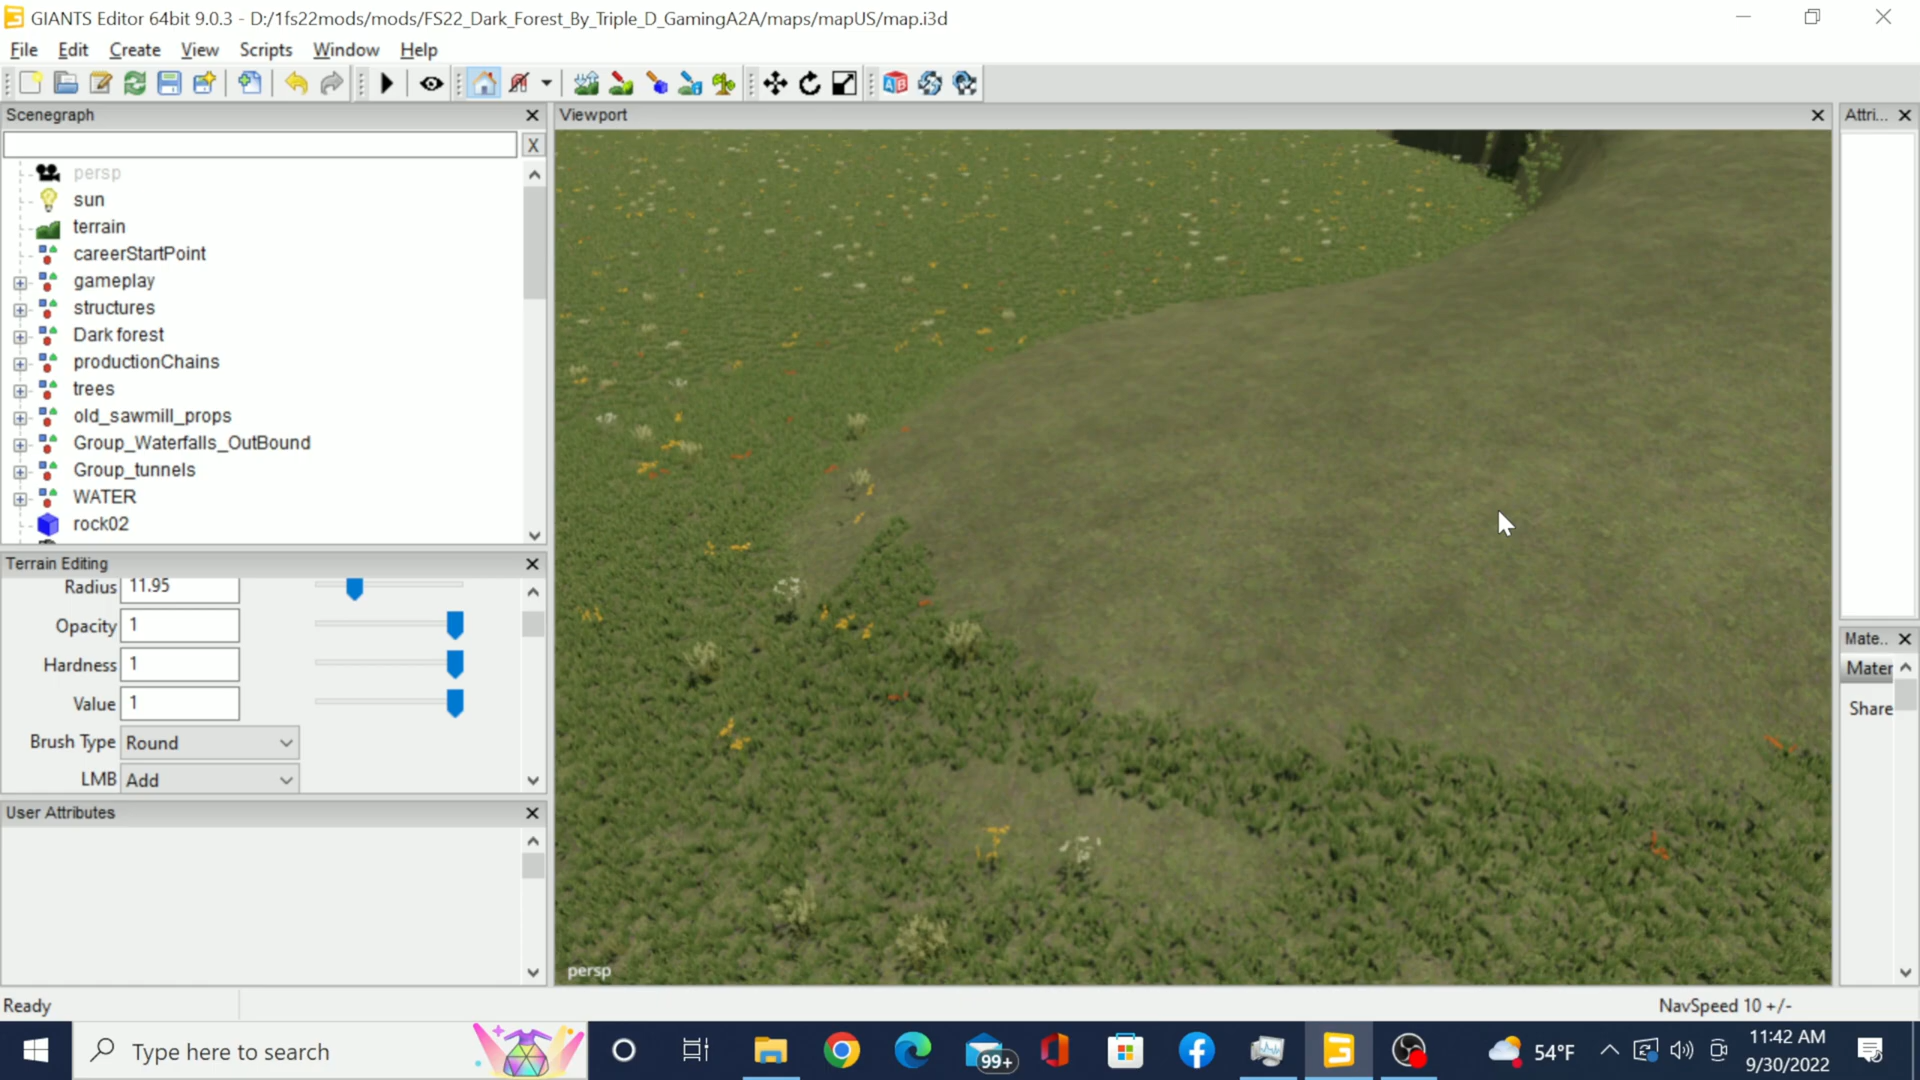 GIANTS Editor 64bit 9.0.3 - D:/1fs22mods/mods/FS22_Dark_Forest_By_Triple_D_GamingA2A/maps/mapUS/map.i3d
File Edit Create View Scripts Window Help
Scenegraph
X
persp
sun
terrain
careerStartPoint
gameplay
structures
Dark forest
productionChains
trees
old_sawmill_props
Group_Waterfalls_OutBound
Group_tunnels
WATER
rock02
Terrain Editing
Radius 11.95
Opacity 1
Hardness 1
Value 1
Brush Type Round
LMB Add
User Attributes
Viewport
persp
Attri...
Mate..
Mater
Share
Ready
NavSpeed 10 +/-
Type here to search
99+
54°F
11:42 AM
9/30/2022